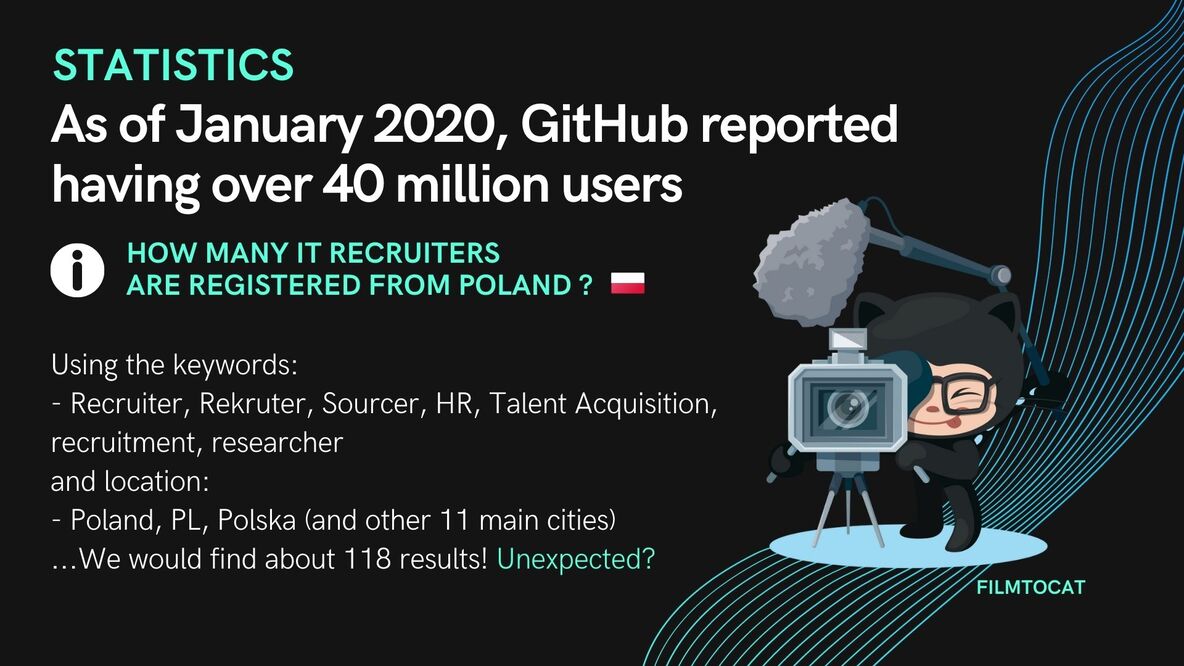 STATISTICS
As of January 2020, GitHub reported
having over 40 million users
HOW MANY IT RECRUITERS
ARE REGISTERED FROM POLAND ?
Using the keywords:
- Recruiter, Rekruter, Sourcer, HR, Talent Acquisition,
recruitment, researcher
and location:
- Poland, PL, Polska (and other 11 main cities)
...We would find about 118 results! Unexpected?
FILMTOCAT